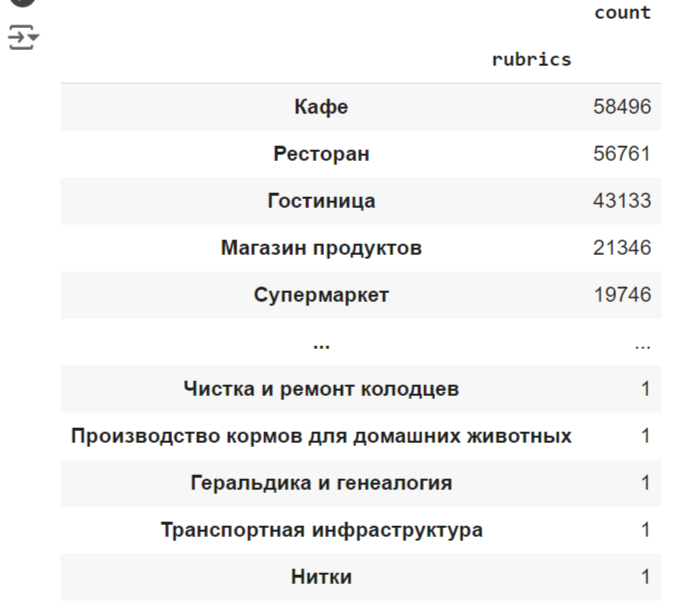 count
rubrics
Кафе 58496
Ресторан 56761
Гостиница 43133
Магазин продуктов 21346
Супермаркет 19746
... ...
Чистка и ремонт колодцев 1
Производство кормов для домашних животных 1
Геральдика и генеалогия 1
Транспортная инфраструктура 1
Нитки 1